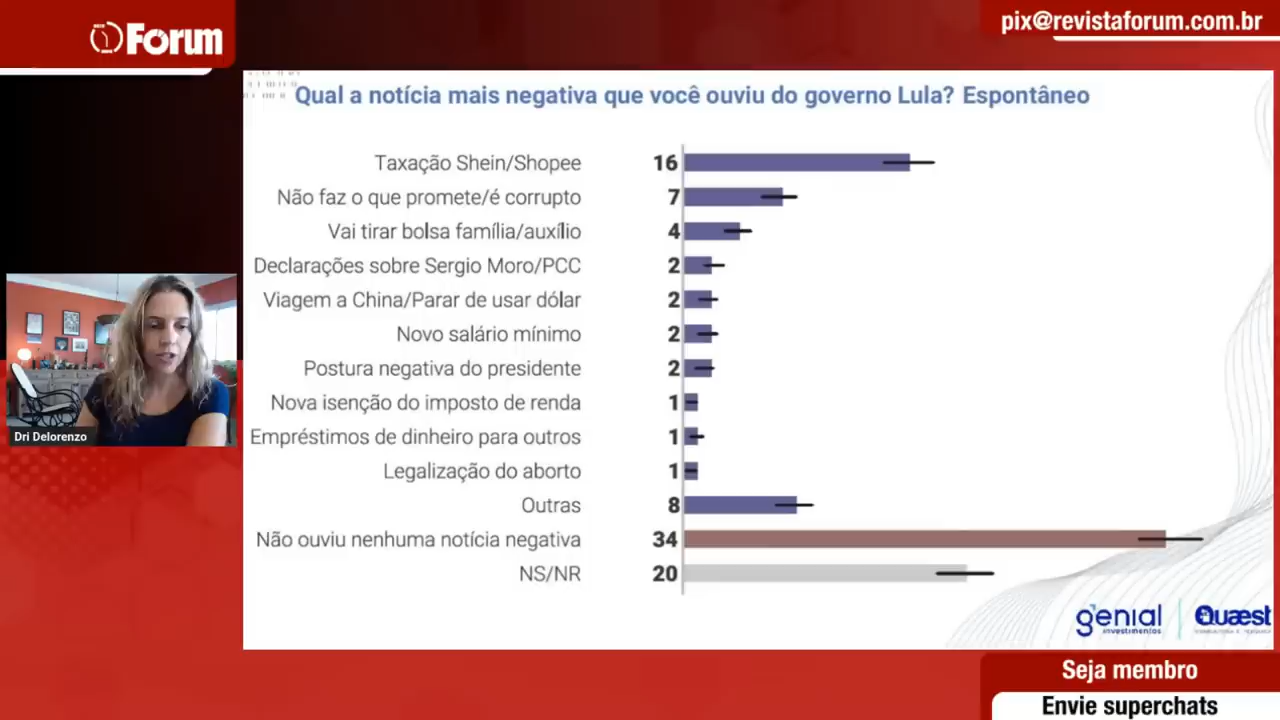 Forum
pix@revistaforum.com.br
Qual a notícia mais negativa que você ouviu do governo Lula? Espontâneo
Taxação Shein/Shopee 16
Não faz o que promete/é corrupto 7
Vai tirar bolsa família/auxílio 4
Declarações sobre Sergio Moro/PCC 2
Viagem a China/Parar de usar dólar 2
Novo salário mínimo 2
Postura negativa do presidente 2
Nova isenção do imposto de renda 1
Empréstimos de dinheiro para outros 1
Legalização do aborto 1
Outras 8
Não ouviu nenhuma notícia negativa 34
NS/NR 20
Dri Delorenzo
genial
investimentos
Quæst
Seja membro
Envie superchats